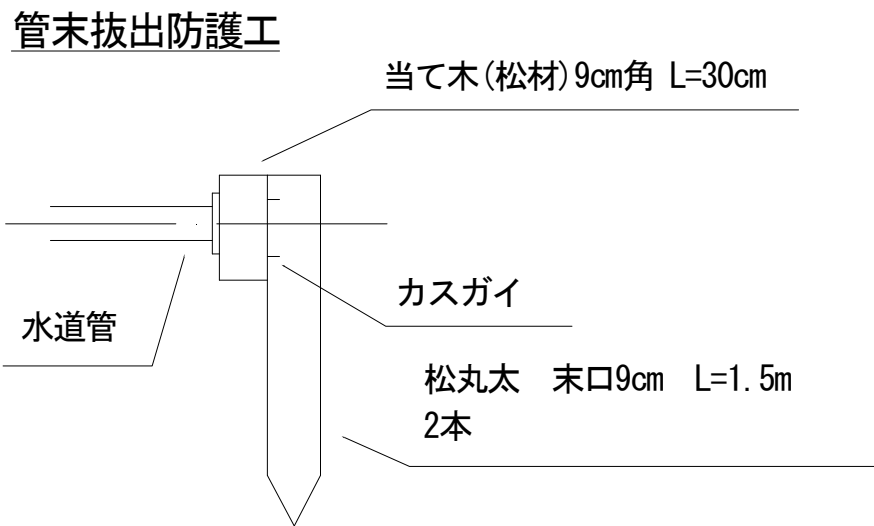 管末抜出防護工
当て木(松材)9cm角 L=30cm
カスガイ
水道管
松丸太　末口9cm　L=1.5m
2本